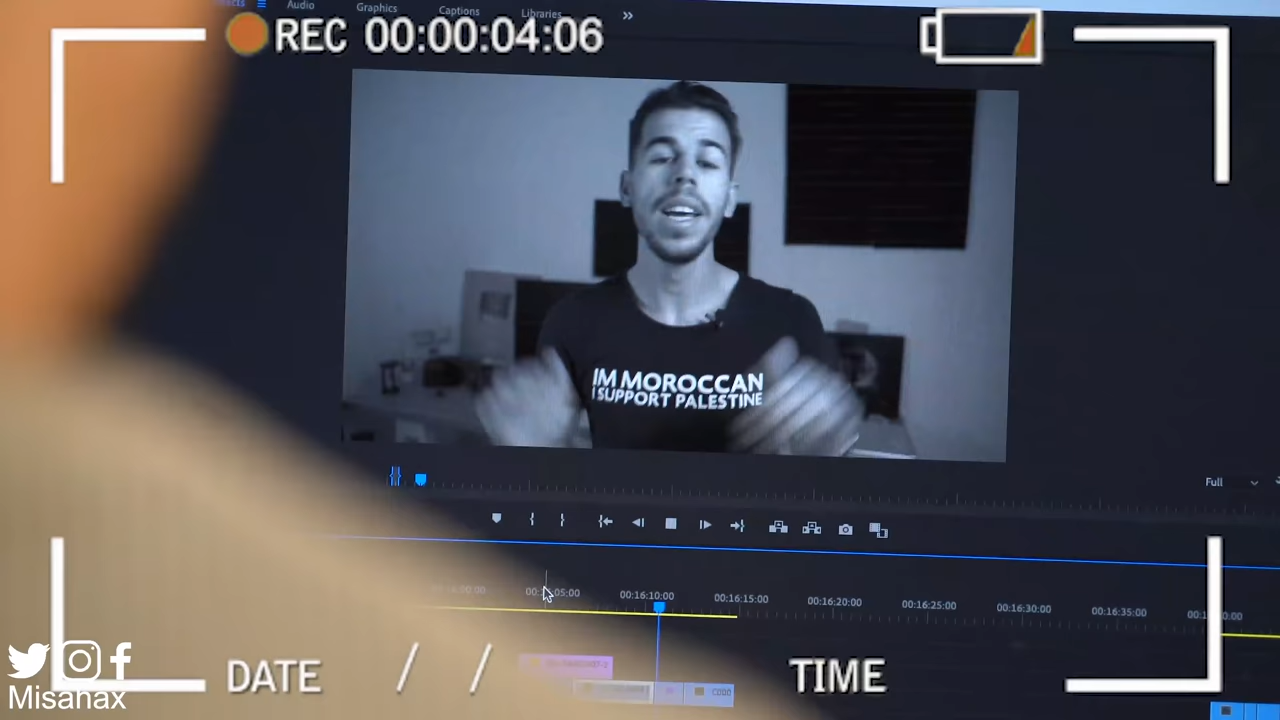 Audio
Graphics
Captions
Libraries
REC 00:00:04:06
IM MOROCCAN
I SUPPORT PALESTINE
Full
00:16:10:00
00:16:15:00
00:16:20:00
00:16:25:00
00:16:30:00
00:16:35:00
DATE / /
TIME
Misanax